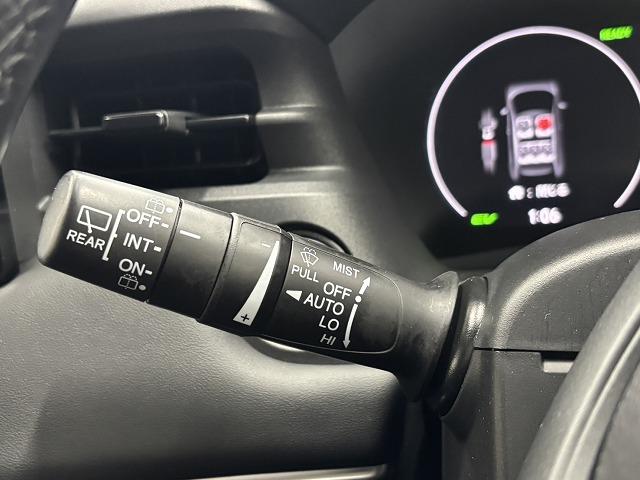 REAR
OFF
INT
ON
-
+
PULL
MIST
OFF
AUTO
LO
HI
READY
1:06